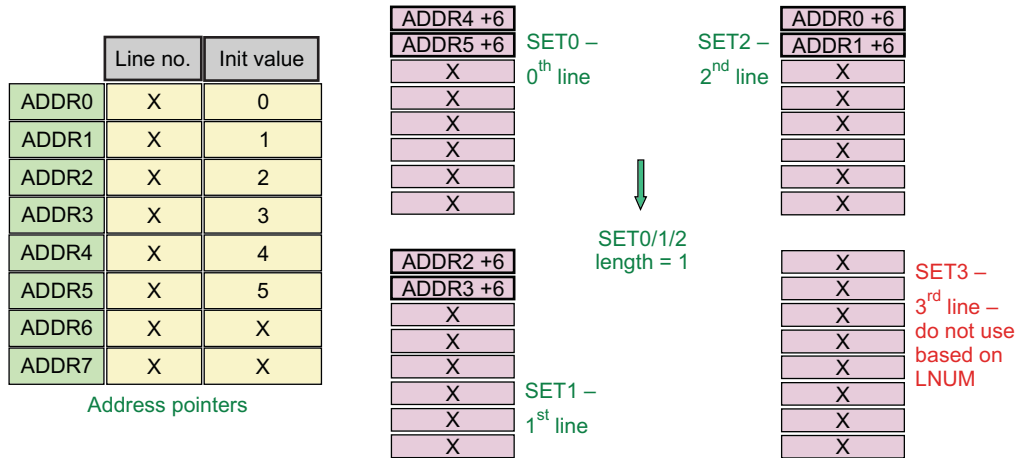 Line no. Init value
ADDR0 X 0
ADDR1 X 1
ADDR2 X 2
ADDR3 X 3
ADDR4 X 4
ADDR5 X 5
ADDR6 X X
ADDR7 X X
Address pointers
ADDR4 +6
ADDR5 +6
X
X
X
X
X
X
SET0 –
0th line
ADDR2 +6
ADDR3 +6
X
X
X
X
X
X
SET1 –
1st line
SET0/1/2
length = 1
ADDR0 +6
ADDR1 +6
X
X
X
X
X
X
SET2 –
2nd line
X
X
X
X
X
X
X
X
SET3 –
3rd line –
do not use
based on
LNUM